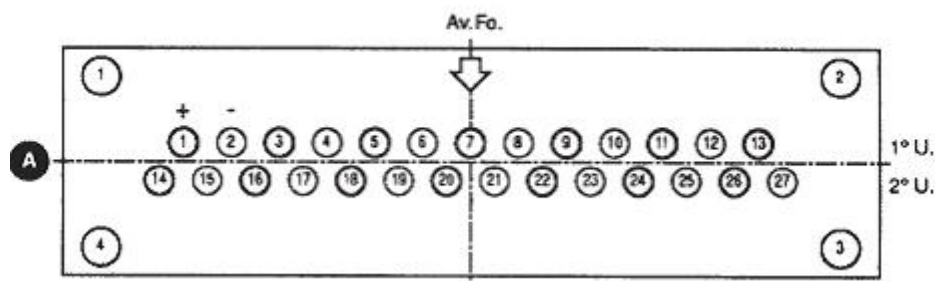 Av. Fo.
1 2
+ -
1 2 3 4 5 6 7 8 9 10 11 12 13 1° U.
A
14 15 16 17 18 19 20 21 22 23 24 25 26 27 2° U.
4 3